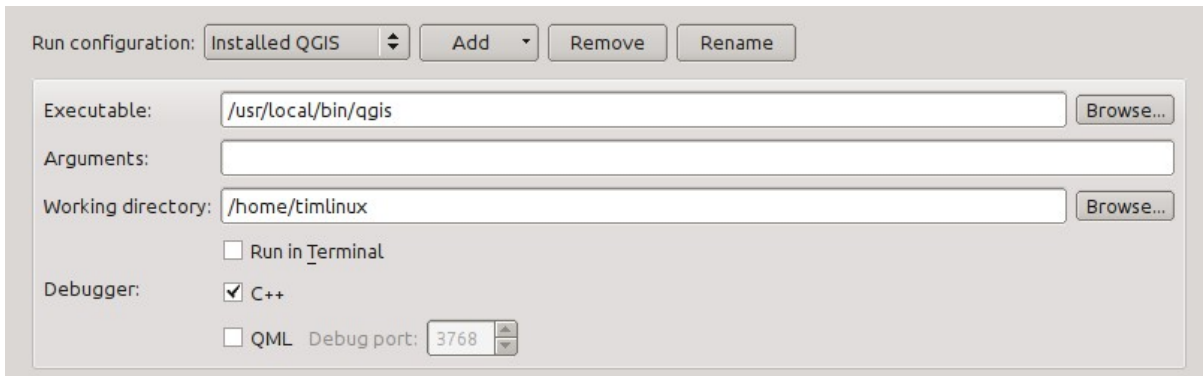 Run configuration: Installed QGIS Add Remove Rename
Executable: /usr/local/bin/qgis Browse...
Arguments:
Working directory: /home/timlinux Browse...
Run in Terminal
Debugger: C++
QML Debug port: 3768